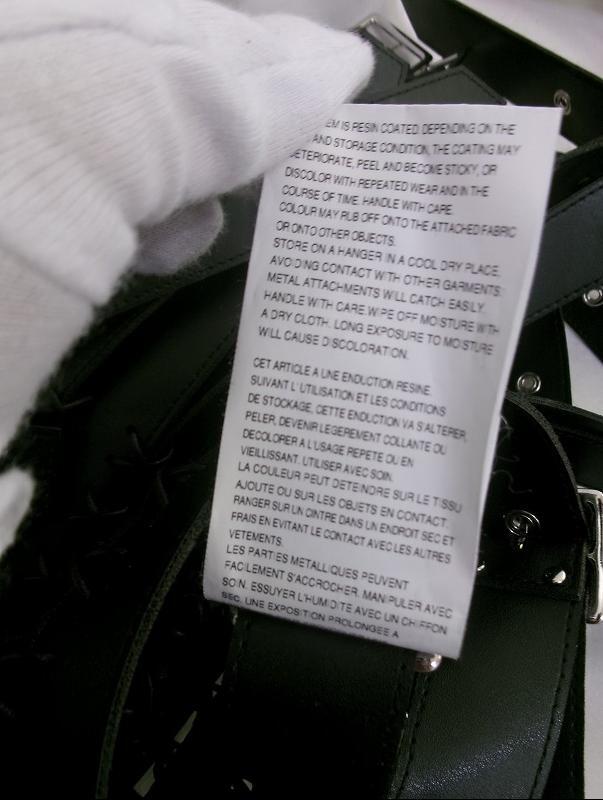 EM IS RESIN COATED. DEPENDING ON THE
AND STORAGE CONDITION, THE COATING MAY
DETERIORATE, PEEL AND BECOME STICKY, OR
DISCOLOR WITH REPEATED WEAR AND IN THE
COURSE OF TIME. HANDLE WITH CARE.
COLOUR MAY RUB OFF ONTO THE ATTACHED FABRIC
OR ONTO OTHER OBJECTS.
STORE ON A HANGER IN A COOL DRY PLACE,
AVOIDING CONTACT WITH OTHER GARMENTS.
METAL ATTACHMENTS WILL CATCH EASILY.
HANDLE WITH CARE. WIPE OFF MOISTURE WITH
A DRY CLOTH. LONG EXPOSURE TO MOISTURE
WILL CAUSE DISCOLORATION.
CET ARTICLE A UNE ENDUCTION RESINE.
SUIVANT L'UTILISATION ET LES CONDITIONS
DE STOCKAGE, CETTE ENDUCTION VA S'ALTERER,
PELER, DEVENIR LEGEREMENT COLLANTE OU
DECOLORER A L'USAGE REPETE OU EN
VIEILLISSANT. UTILISER AVEC SOIN.
LA COULEUR PEUT DETEINDRE SUR LE TISSU
AJOUTE OU SUR LES OBJETS EN CONTACT.
RANGER SUR UN CINTRE DANS UN ENDROIT SEC ET
FRAIS EN EVITANT LE CONTACT AVEC LES AUTRES
VETEMENTS.
LES PARTIES METALLIQUES PEUVENT
FACILEMENT S'ACCROCHER. MANIPULER AVEC
SOIN. ESSUYER L'HUMIDITE AVEC UN CHIFFON
SEC. UNE EXPOSITION PROLONGEE A